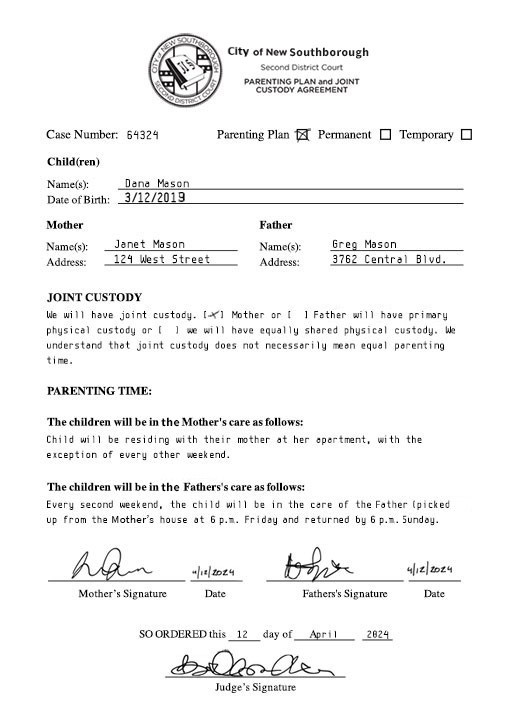 CITY OF NEW SOUTHBOROUGH
SECOND DISTRICT COURT
City of New Southborough
Second District Court
PARENTING PLAN and JOINT
CUSTODY AGREEMENT
Case Number: 64324 Parenting Plan ☒ Permanent ☐ Temporary ☐
Child(ren)
Name(s): Dana Mason
Date of Birth: 3/12/2013
Mother Father
Name(s): Janet Mason Name(s): Greg Mason
Address: 124 West Street Address: 3762 Central Blvd.
JOINT CUSTODY
We will have joint custody. [X] Mother or [ ] Father will have primary
physical custody or [ ] we will have equally shared physical custody. We
understand that joint custody does not necessarily mean equal parenting
time.
PARENTING TIME:
The children will be in the Mother's care as follows:
Child will be residing with their mother at her apartment, with the
exception of every other weekend.
The children will be in the Fathers's care as follows:
Every second weekend, the child will be in the care of the Father (picked
up from the Mother's house at 6 p.m. Friday and returned by 6 p.m. Sunday.
4/12/2024 4/12/2024
Mother's Signature Date Fathers's Signature Date
SO ORDERED this 12 day of April 2024
Judge's Signature